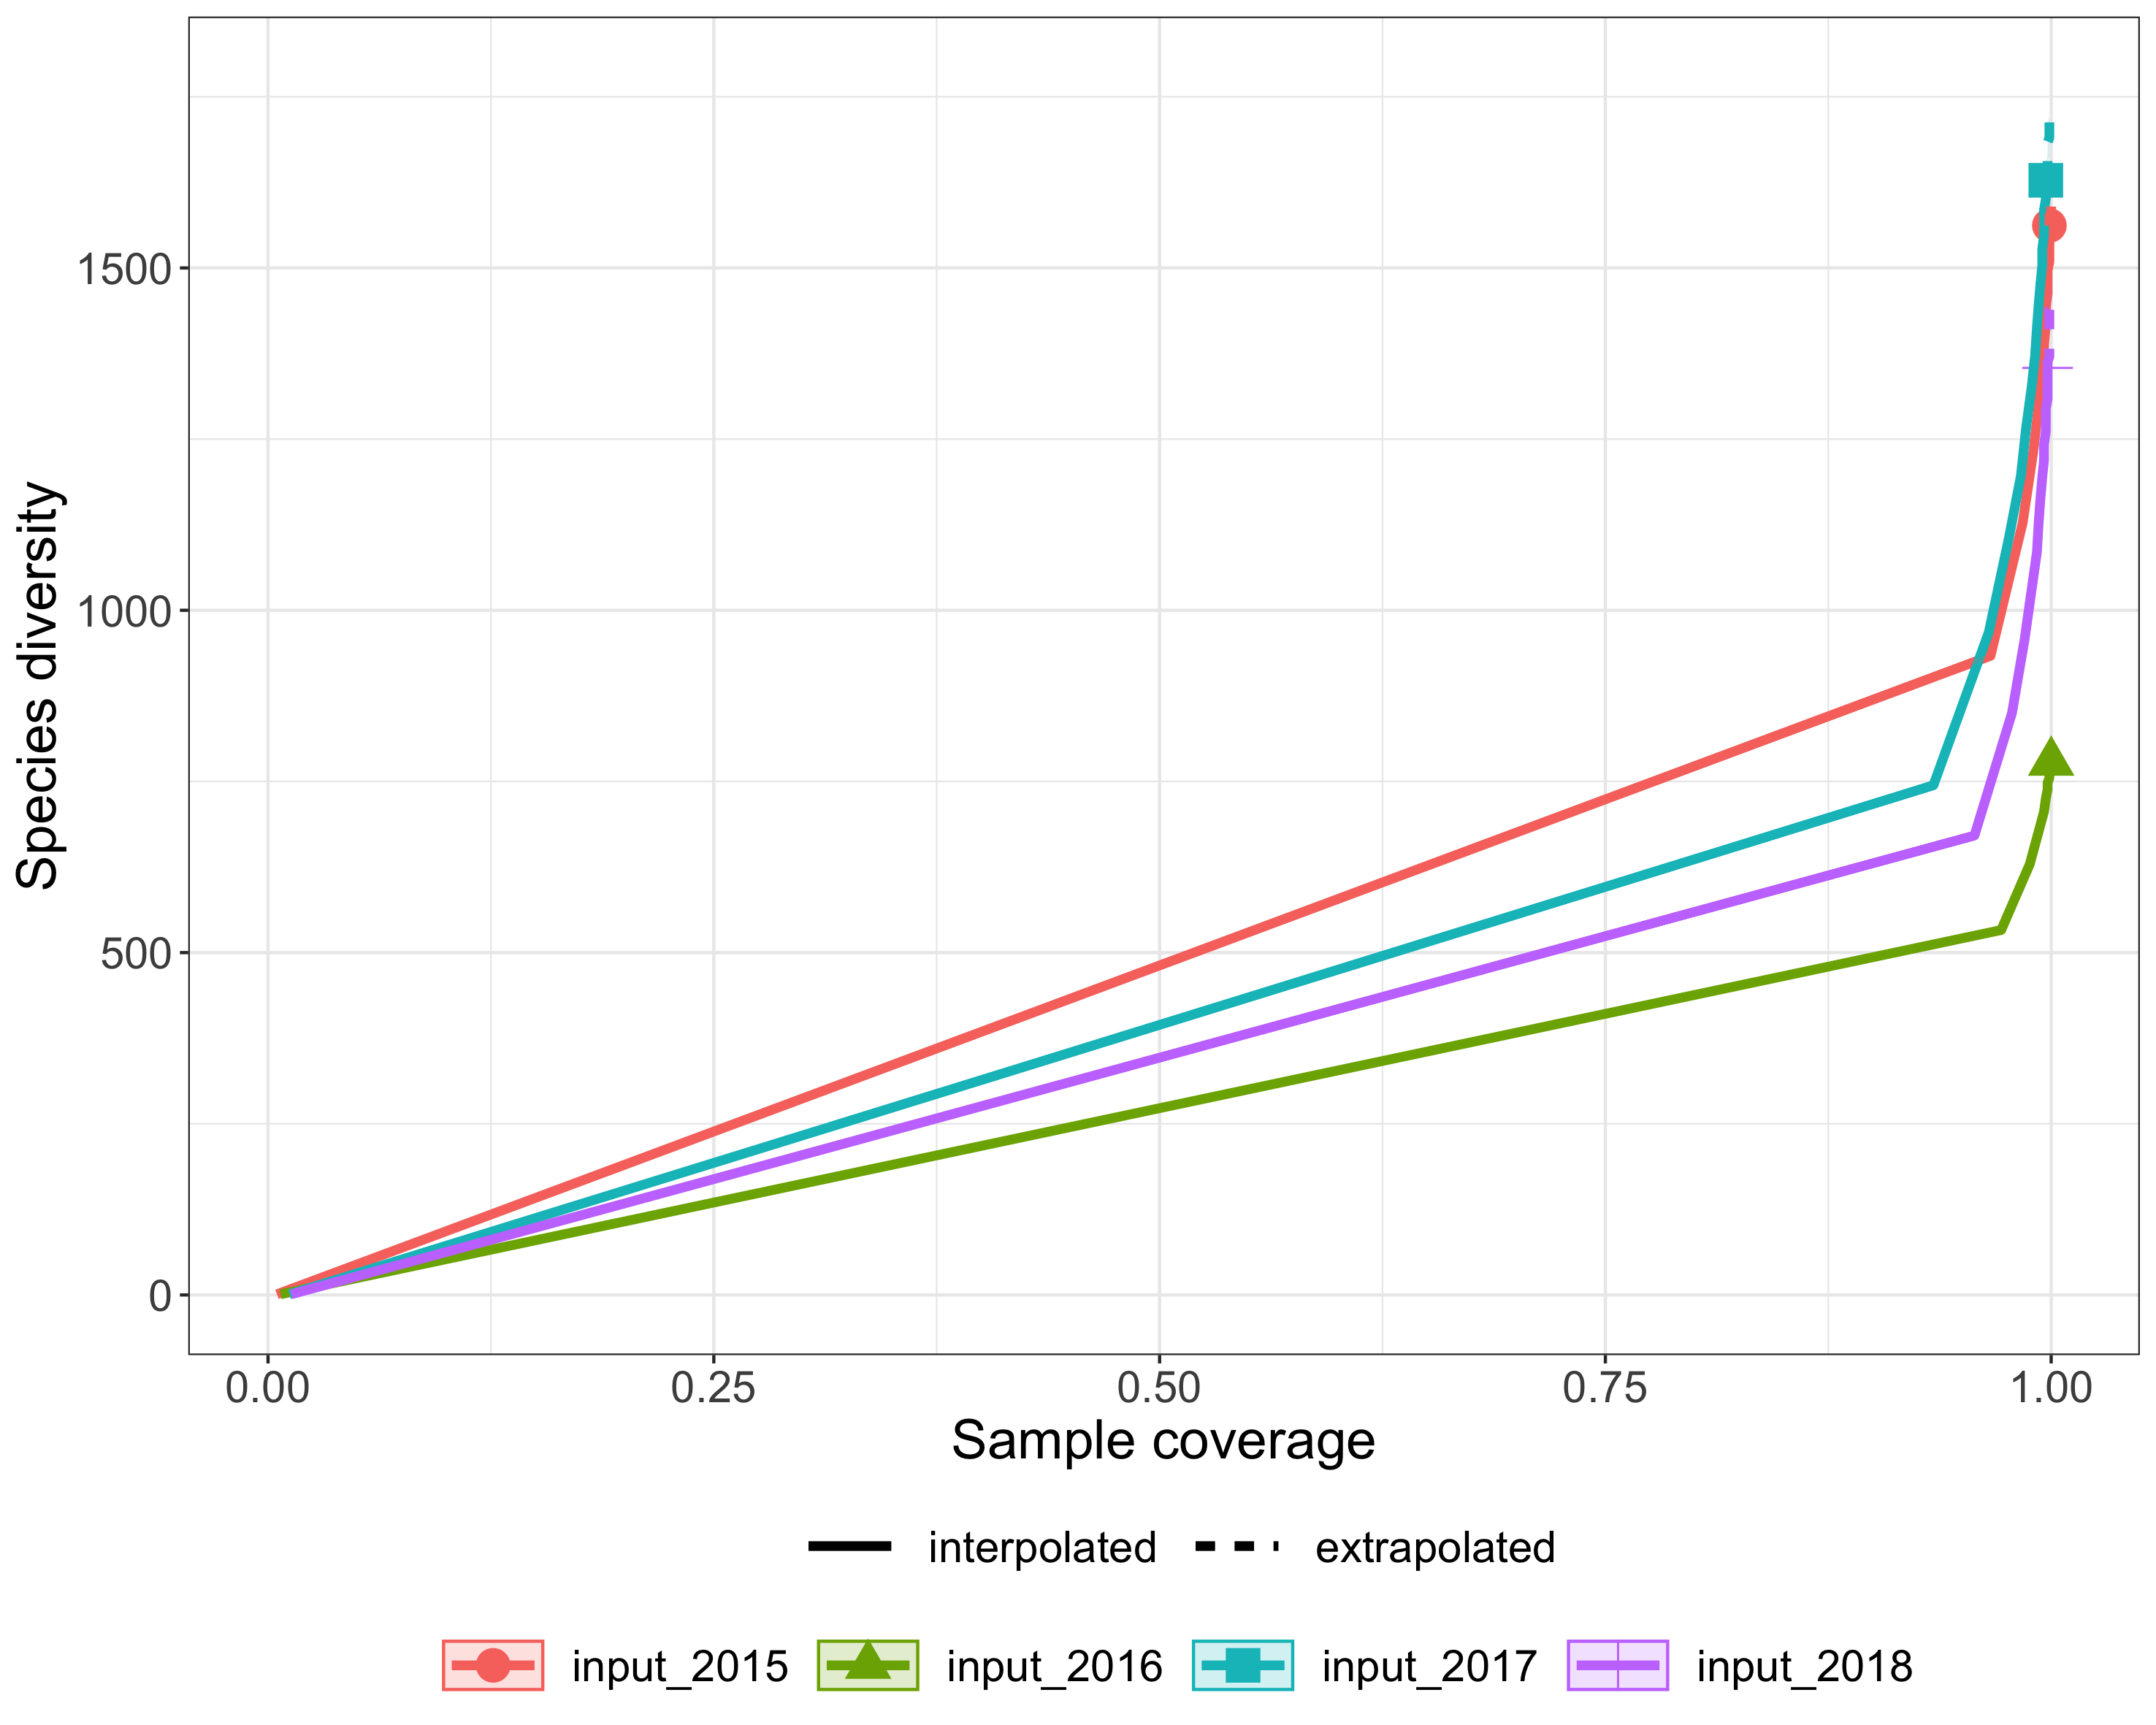 Species diversity
1500
1000
500
0
0.00 0.25 0.50 0.75 1.00
Sample coverage
interpolated extrapolated
input_2015 input_2016 input_2017 input_2018